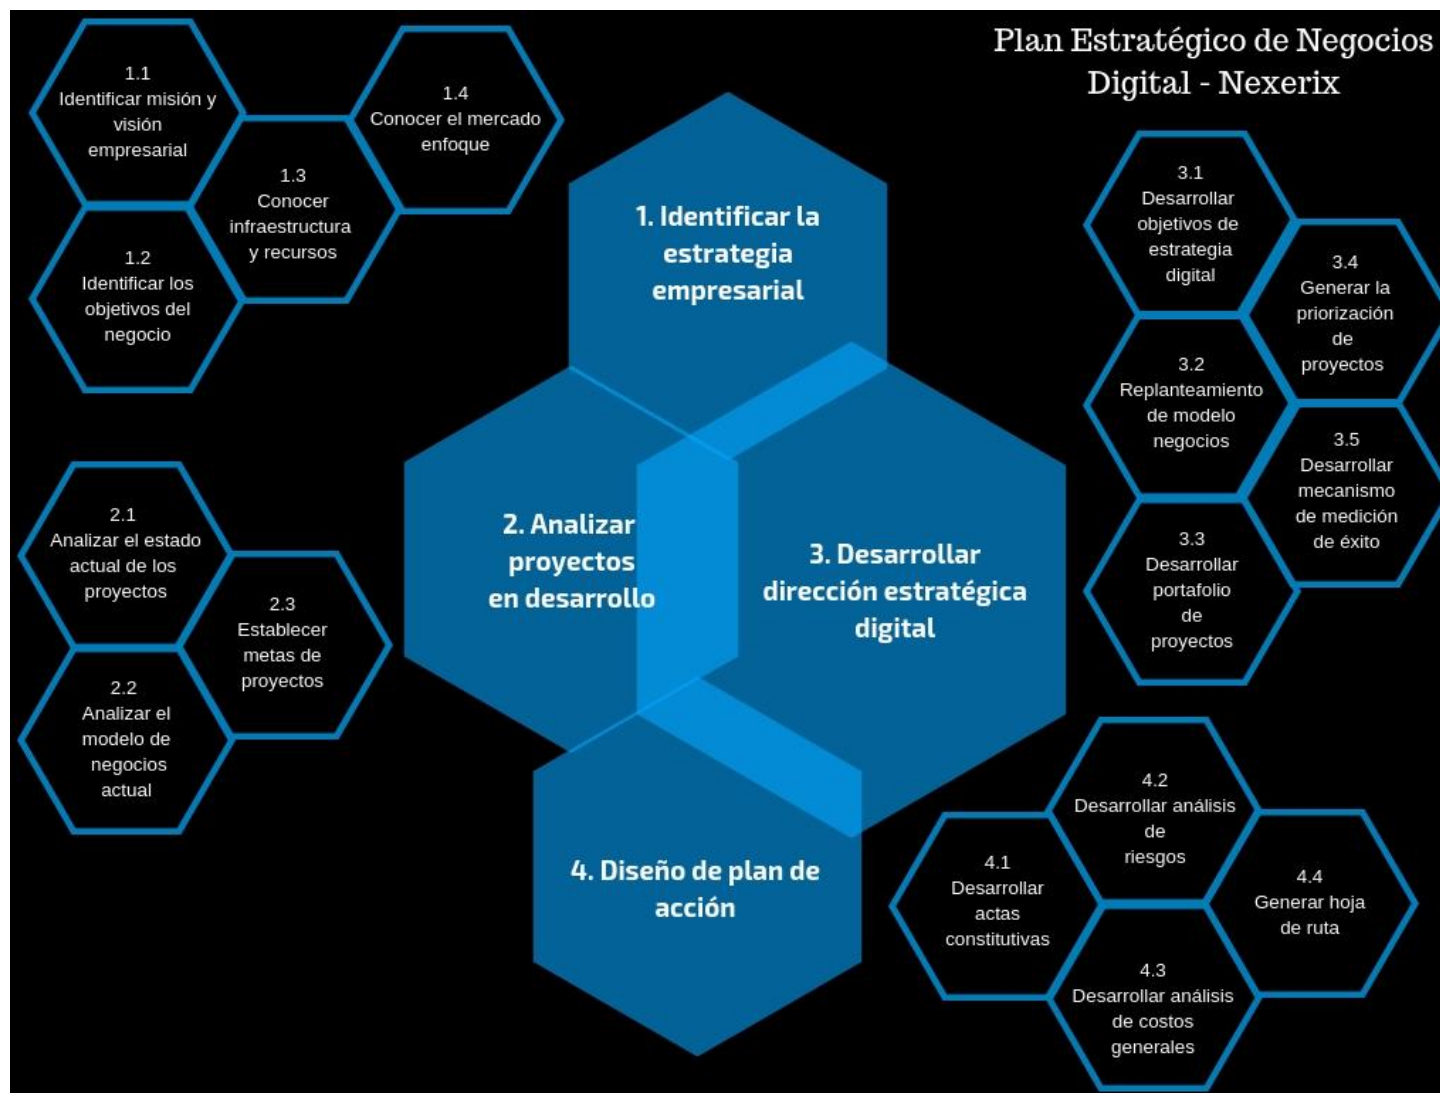 Plan Estratégico de Negocios
Digital - Nexerix
1.1
Identificar misión y
visión
empresarial
1.2
Identificar los
objetivos del
negocio
1.3
Conocer
infraestructura
y recursos
1.4
Conocer el mercado
enfoque
1. Identificar la
estrategia
empresarial
2. Analizar
proyectos
en desarrollo
2.1
Analizar el estado
actual de los
proyectos
2.2
Analizar el
modelo de
negocios
actual
2.3
Establecer
metas de
proyectos
3. Desarrollar
dirección estratégica
digital
3.1
Desarrollar
objetivos de
estrategia
digital
3.2
Replanteamiento
de modelo
negocios
3.3
Desarrollar
portafolio
de
proyectos
3.4
Generar la
priorización
de
proyectos
3.5
Desarrollar
mecanismo
de medición
de éxito
4. Diseño de plan de
acción
4.1
Desarrollar
actas
constitutivas
4.2
Desarrollar análisis
de
riesgos
4.3
Desarrollar análisis
de costos
generales
4.4
Generar hoja
de ruta